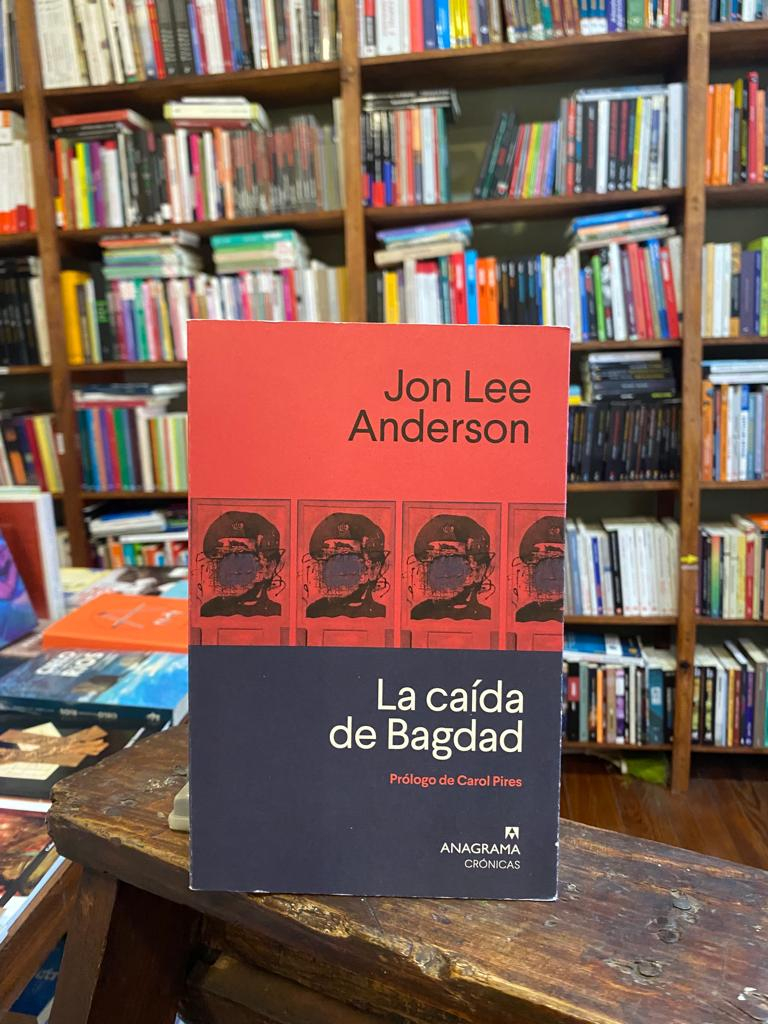 Jon Lee
Anderson
La caída
de Bagdad
Prólogo de Carol Pires
ANAGRAMA
CRÓNICAS